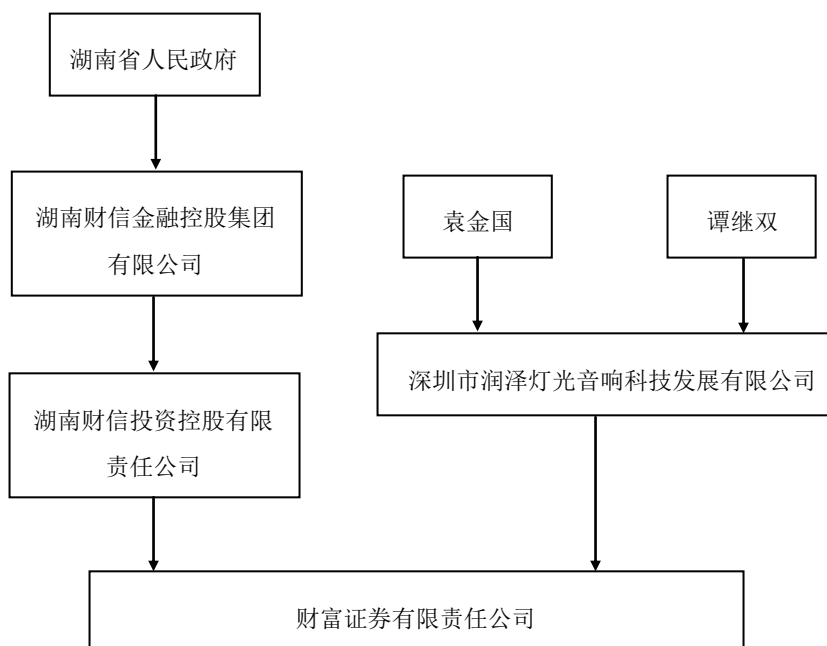 湖南省人民政府
湖南财信金融控股集团
有限公司
袁金国
谭继双
湖南财信投资控股有限
责任公司
深圳市润泽灯光音响科技发展有限公司
财富证券有限责任公司